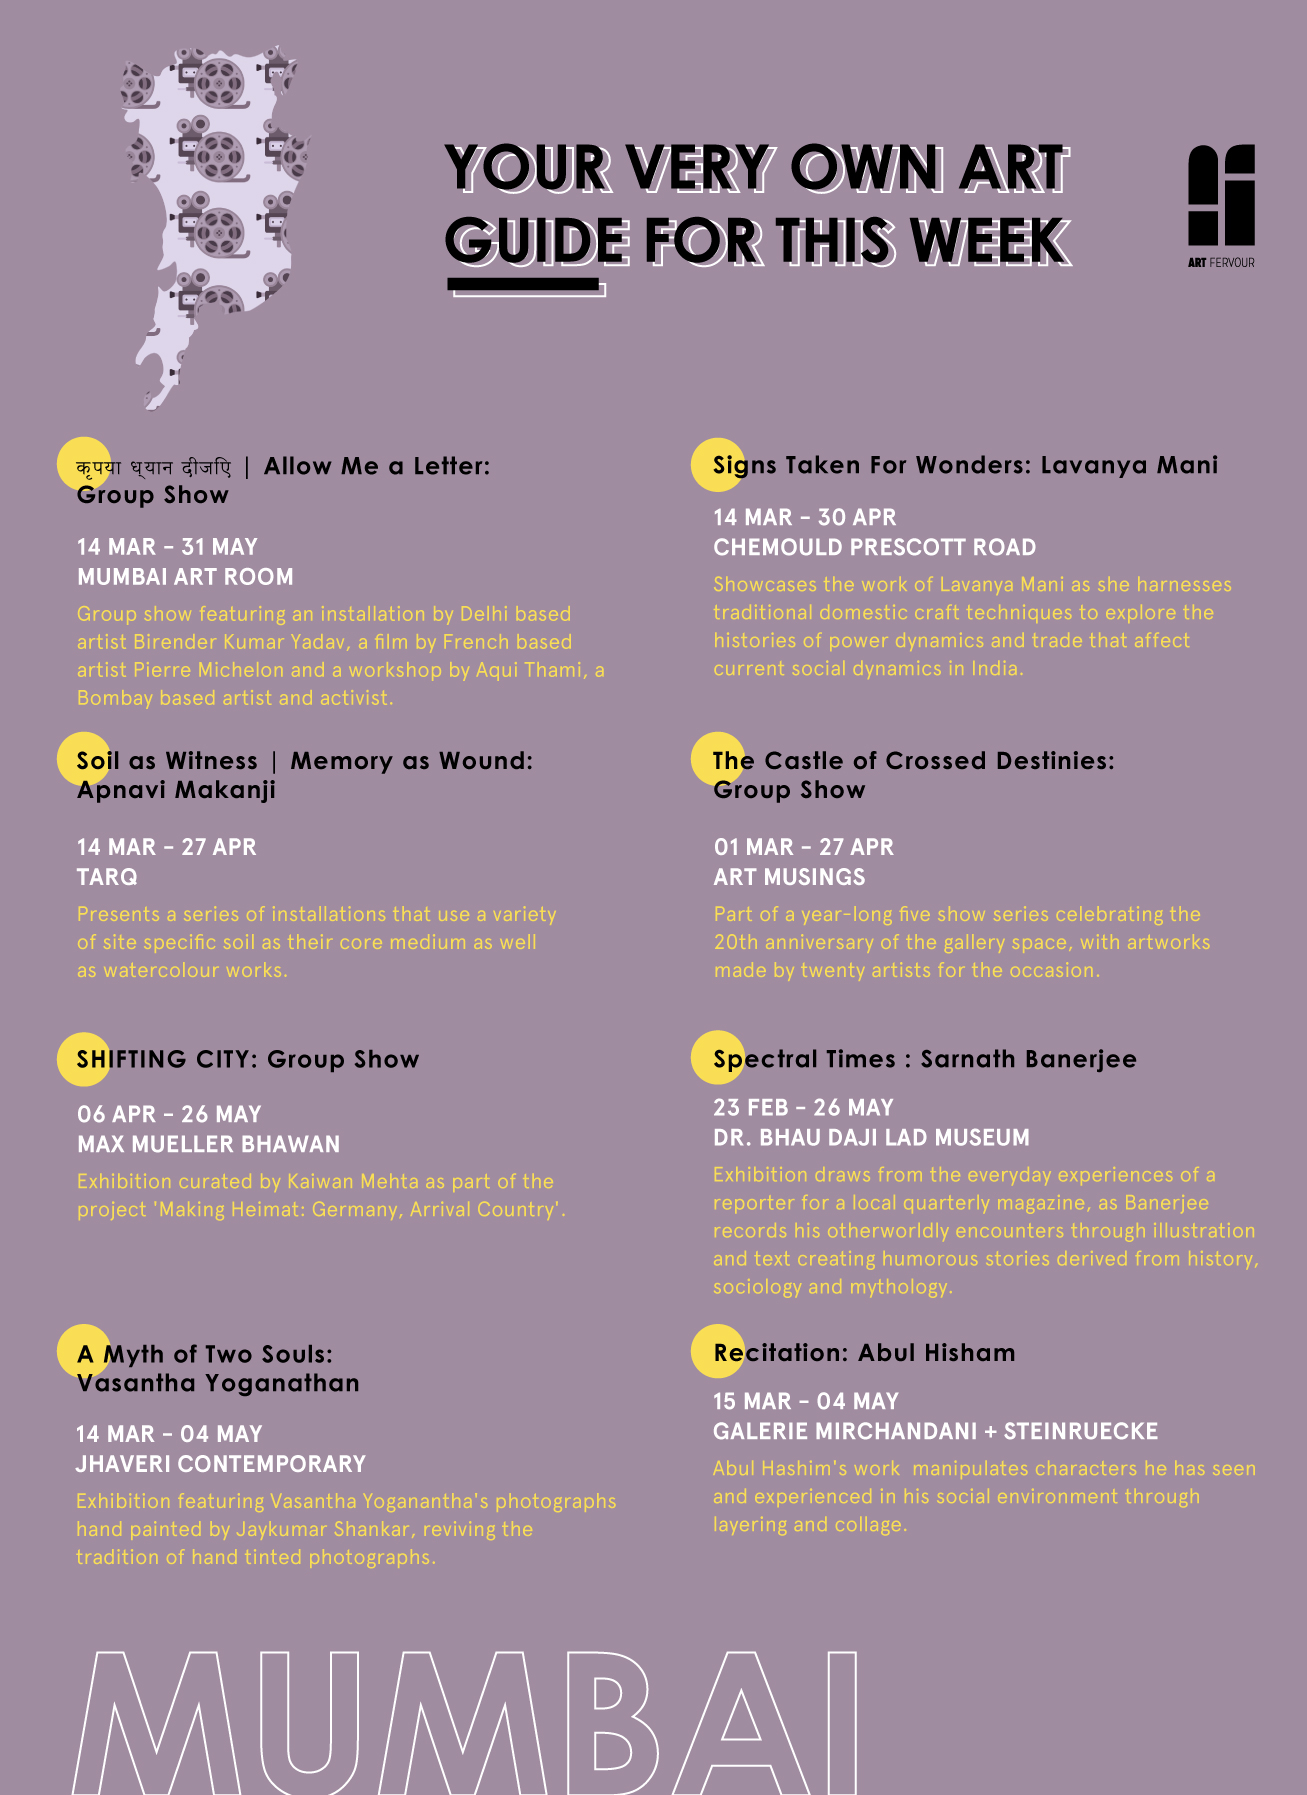 YOUR VERY OWN ART
GUIDE FOR THIS WEEK
ART FERVOUR
कृपया ध्यान दीजिए | Allow Me a Letter:
Group Show
14 MAR - 31 MAY
MUMBAI ART ROOM
Group show featuring an installation by Delhi based
artist Birender Kumar Yadav, a film by French based
artist Pierre Michelon and a workshop by Aqui Thami, a
Bombay based artist and activist.
Soil as Witness | Memory as Wound:
Apnavi Makanji
14 MAR - 27 APR
TARQ
Presents a series of installations that use a variety
of site specific soil as their core medium as well
as watercolour works.
SHIFTING CITY: Group Show
06 APR - 26 MAY
MAX MUELLER BHAWAN
Exhibition curated by Kaiwan Mehta as part of the
project 'Making Heimat: Germany, Arrival Country'.
A Myth of Two Souls:
Vasantha Yoganathan
14 MAR - 04 MAY
JHAVERI CONTEMPORARY
Exhibition featuring Vasantha Yoganantha's photographs
hand painted by Jaykumar Shankar, reviving the
tradition of hand tinted photographs.
Signs Taken For Wonders: Lavanya Mani
14 MAR - 30 APR
CHEMOULD PRESCOTT ROAD
Showcases the work of Lavanya Mani as she harnesses
traditional domestic craft techniques to explore the
histories of power dynamics and trade that affect
current social dynamics in India.
The Castle of Crossed Destinies:
Group Show
01 MAR - 27 APR
ART MUSINGS
Part of a year-long five show series celebrating the
20th anniversary of the gallery space, with artworks
made by twenty artists for the occasion.
Spectral Times : Sarnath Banerjee
23 FEB - 26 MAY
DR. BHAU DAJI LAD MUSEUM
Exhibition draws from the everyday experiences of a
reporter for a local quarterly magazine, as Banerjee
records his otherworldly encounters through illustration
and text creating humorous stories derived from history,
sociology and mythology.
Recitation: Abul Hisham
15 MAR - 04 MAY
GALERIE MIRCHANDANI + STEINRUECKE
Abul Hashim's work manipulates characters he has seen
and experienced in his social environment through
layering and collage.
MUMBAI